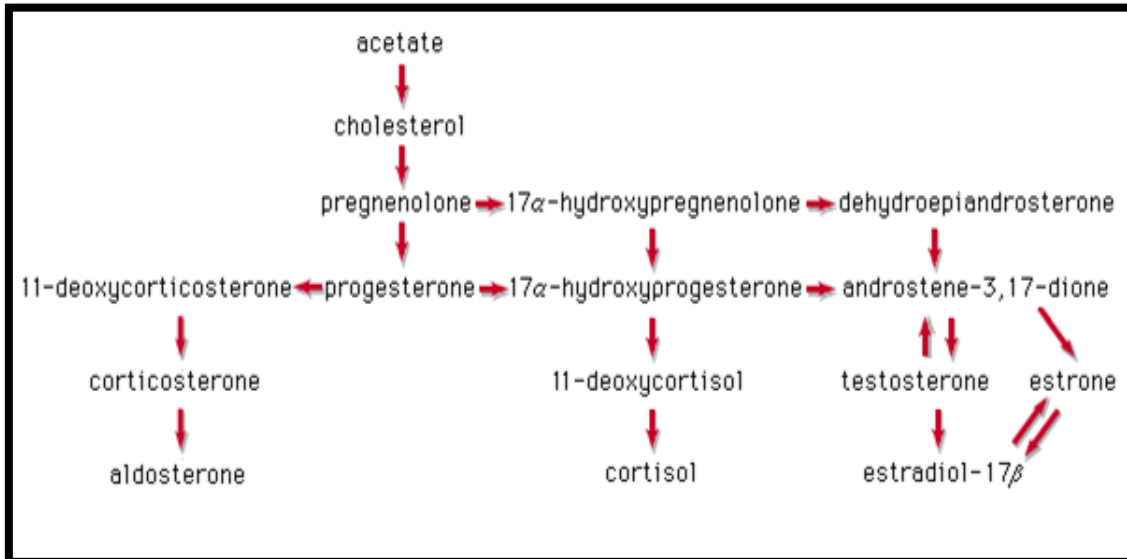 acetate
cholesterol
pregnenolone 17α-hydroxypregnenolone dehydroepiandrosterone
11-deoxycorticosterone progesterone 17α-hydroxyprogesterone androstene-3,17-dione
corticosterone 11-deoxycortisol testosterone estrone
aldosterone cortisol estradiol-17β